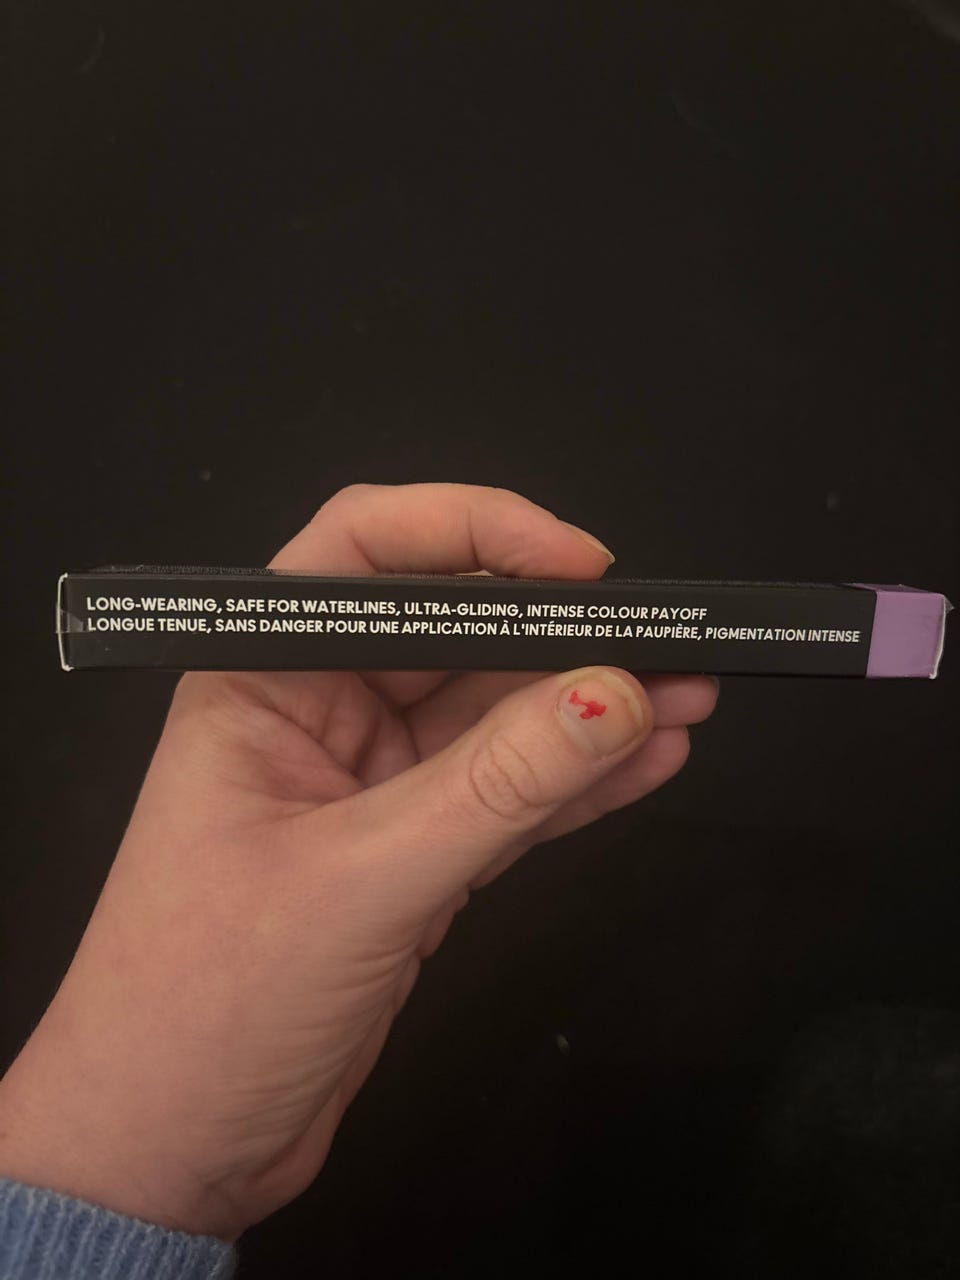 LONG-WEARING, SAFE FOR WATERLINES, ULTRA-GLIDING, INTENSE COLOUR PAYOFF
LONGUE TENUE, SANS DANGER POUR UNE APPLICATION À L'INTÉRIEUR DE LA PAUPIÈRE, PIGMENTATION INTENSE